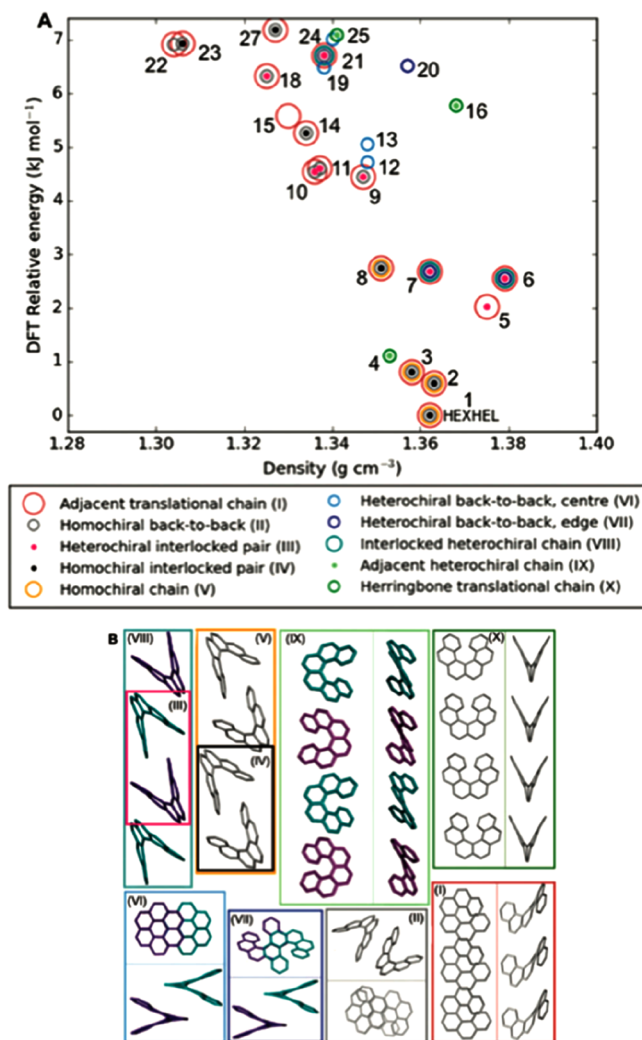 A
7
6
5
4
3
2
1
0
DFT Relative energy (kJ mol⁻¹)
27
24
25
22
23
21
20
18
19
16
15
14
13
12
11
10
9
8
7
6
5
4
3
2
1
HEXHEL
1.28
1.30
1.32
1.34
1.36
1.38
1.40
Density (g cm⁻³)
Adjacent translational chain (I)
Homochiral back-to-back (II)
Heterochiral interlocked pair (III)
Homochiral interlocked pair (IV)
Homochiral chain (V)
Heterochiral back-to-back, centre (VI)
Heterochiral back-to-back, edge (VII)
Interlocked heterochiral chain (VIII)
Adjacent heterochiral chain (IX)
Herringbone translational chain (X)
B
(VIII)
(V)
(IX)
(X)
(III)
(IV)
(VI)
(VII)
(II)
(I)